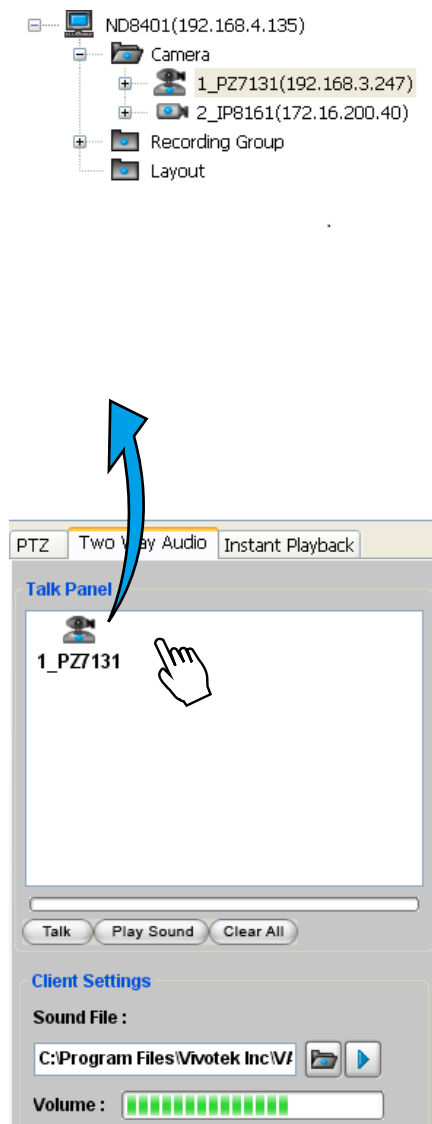 ND8401(192.168.4.135)
Camera
1_PZ7131(192.168.3.247)
2_IP8161(172.16.200.40)
Recording Group
Layout
PTZ Two Way Audio Instant Playback
Talk Panel
1_PZ7131
Talk Play Sound Clear All
Client Settings
Sound File :
C:\Program Files\Vivotek Inc\VA
Volume :